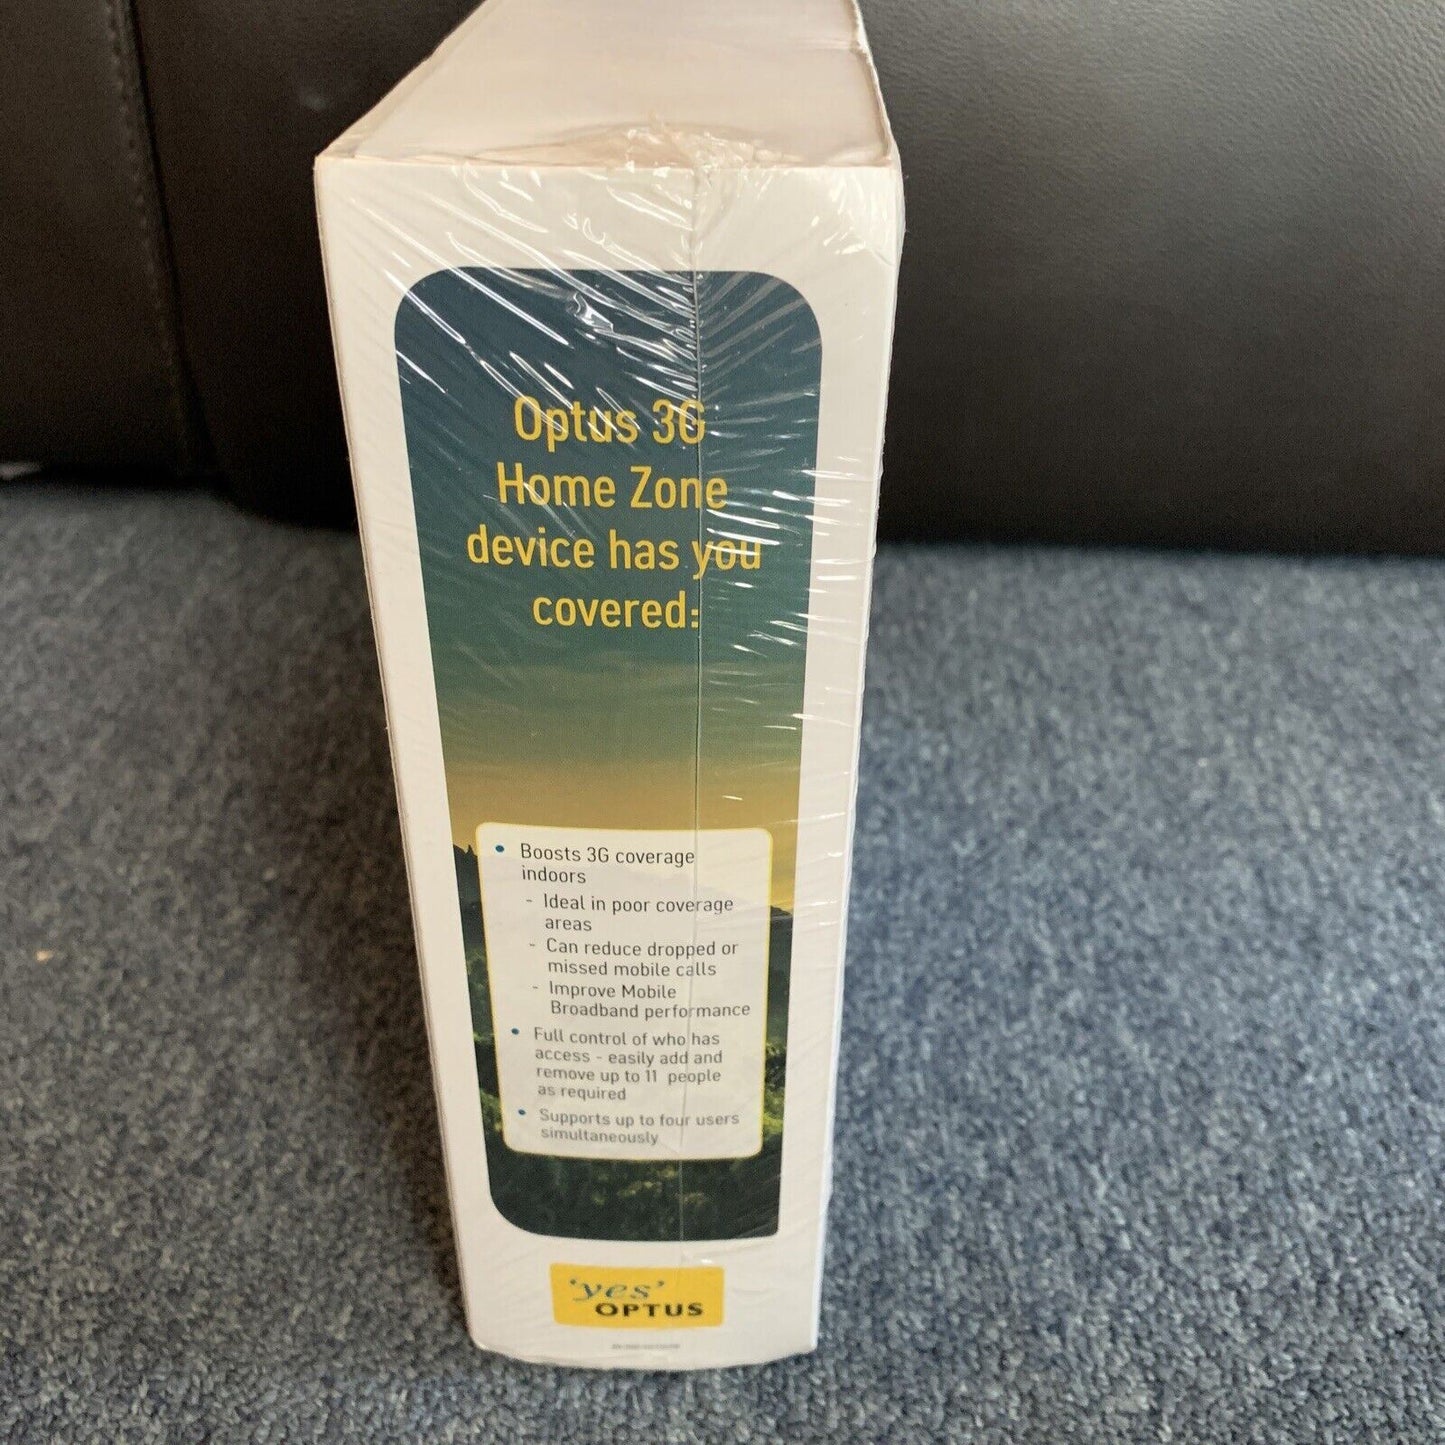 Optus 3G
Home Zone
device has you
covered:
• Boosts 3G coverage
indoors
- Ideal in poor coverage
areas
- Can reduce dropped or
missed mobile calls
- Improve Mobile
Broadband performance
• Full control of who has
access - easily add and
remove up to 11 people
as required
• Supports up to four users
simultaneously
'yes'
OPTUS